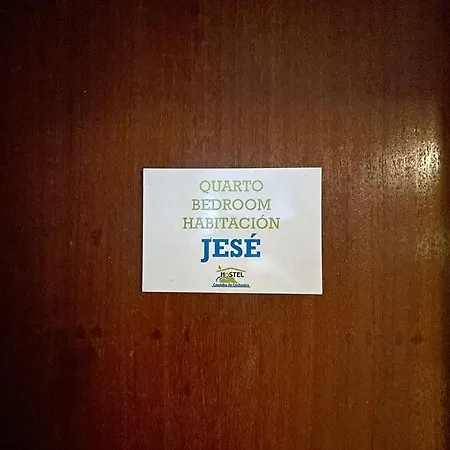 QUARTO
BEDROOM
HABITACIÓN
JESÉ
HOSTEL